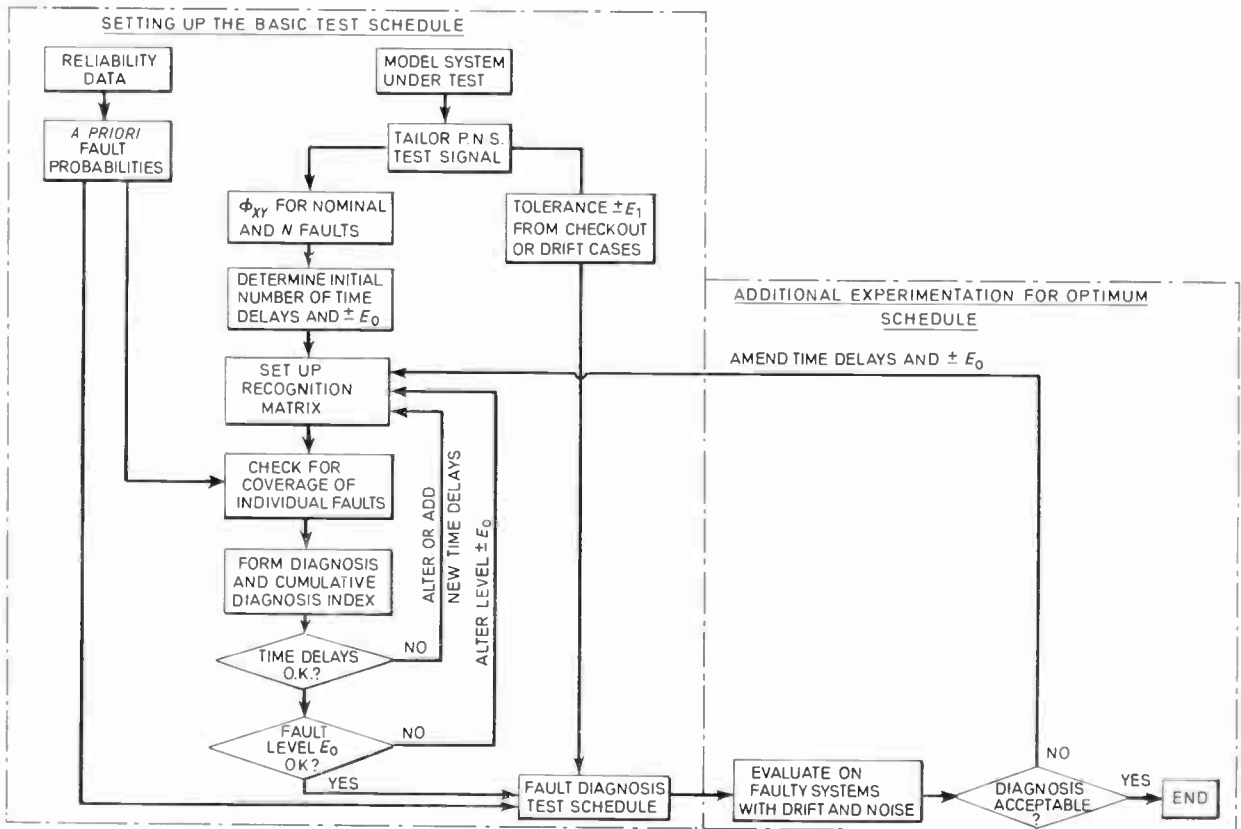 SETTING UP THE BASIC TEST SCHEDULE
RELIABILITY
DATA
MODEL SYSTEM
UNDER TEST
A PRIORI
FAULT
PROBABILITIES
TAILOR P.N.S.
TEST SIGNAL
ΦXY FOR NOMINAL
AND N FAULTS
TOLERANCE ±E1
FROM CHECKOUT
OR DRIFT CASES
DETERMINE INITIAL
NUMBER OF TIME
DELAYS AND ± E0
ADDITIONAL EXPERIMENTATION FOR OPTIMUM
SCHEDULE
AMEND TIME DELAYS AND ± E0
SET UP
RECOGNITION
MATRIX
CHECK FOR
COVERAGE OF
INDIVIDUAL FAULTS
ALTER OR ADD
NEW TIME DELAYS
ALTER LEVEL ± E0
FORM DIAGNOSIS
AND CUMULATIVE
DIAGNOSIS INDEX
TIME DELAYS
O.K.?
NO
FAULT
LEVEL E0
OK?
NO
YES
FAULT DIAGNOSIS
TEST SCHEDULE
EVALUATE ON
FAULTY SYSTEMS
WITH DRIFT AND NOISE
NO
DIAGNOSIS
ACCEPTABLE
?
YES
END